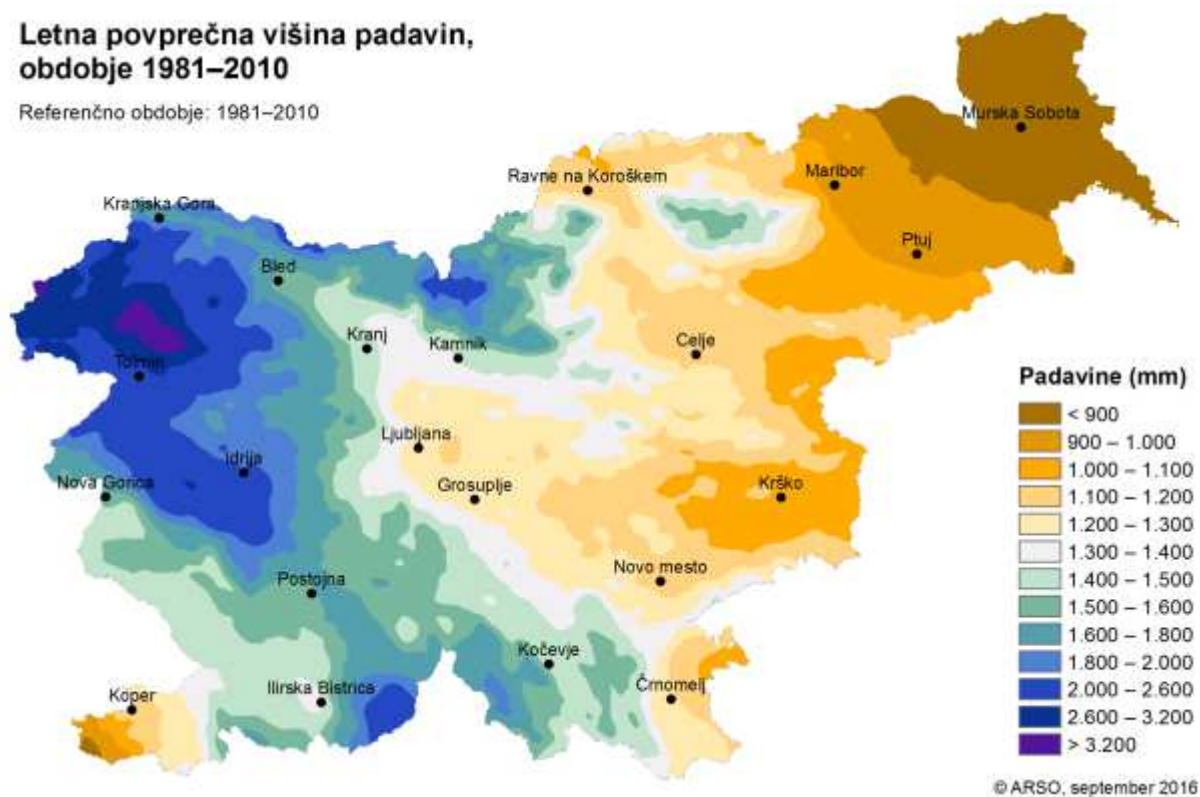 Letna povprečna višina padavin,
obdobje 1981–2010
Referenčno obdobje: 1981–2010
Murska Sobota
Ravne na Koroškem
Maribor
Kranjska Gora
Ptuj
Bled
Kranj
Kamnik
Celje
Tolmin
Ljubljana
Idrija
Nova Gorica
Grosuplje
Krško
Postojna
Novo mesto
Kočevje
Koper
Ilirska Bistrica
Črnomelj
Padavine (mm)
< 900
900 – 1.000
1.000 – 1.100
1.100 – 1.200
1.200 – 1.300
1.300 – 1.400
1.400 – 1.500
1.500 – 1.600
1.600 – 1.800
1.800 – 2.000
2.000 – 2.600
2.600 – 3.200
> 3.200
© ARSO, september 2016